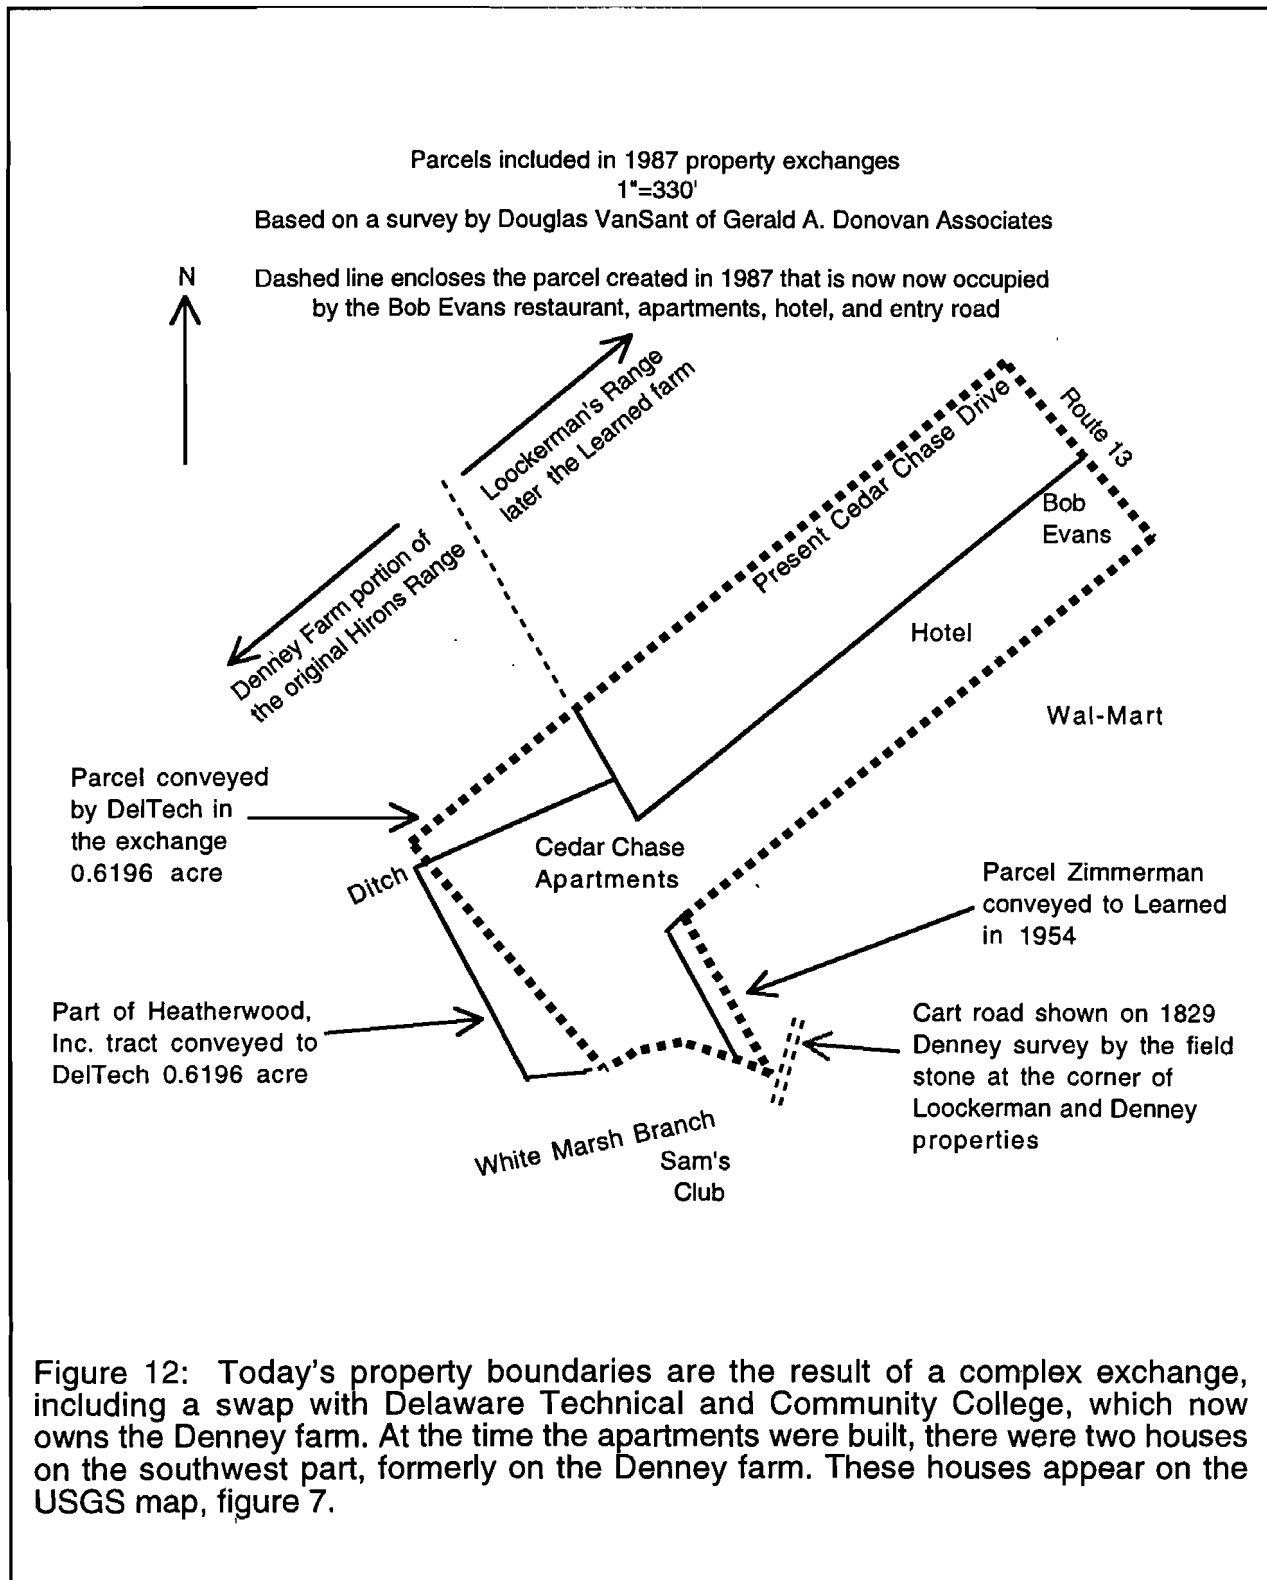 Parcels included in 1987 property exchanges
1"=330'
Based on a survey by Douglas VanSant of Gerald A. Donovan Associates
N
Dashed line encloses the parcel created in 1987 that is now now occupied
by the Bob Evans restaurant, apartments, hotel, and entry road
Loockerman's Range
later the Learned farm
Denney Farm portion of
the original Hirons Range
Present Cedar Chase Drive
Route 13
Bob
Evans
Hotel
Wal-Mart
Parcel conveyed
by DelTech in
the exchange
0.6196 acre
Ditch
Cedar Chase
Apartments
Parcel Zimmerman
conveyed to Learned
in 1954
Part of Heatherwood,
Inc. tract conveyed to
DelTech 0.6196 acre
Cart road shown on 1829
Denney survey by the field
stone at the corner of
Loockerman and Denney
properties
White Marsh Branch
Sam's
Club
Figure 12: Today's property boundaries are the result of a complex exchange,
including a swap with Delaware Technical and Community College, which now
owns the Denney farm. At the time the apartments were built, there were two houses
on the southwest part, formerly on the Denney farm. These houses appear on the
USGS map, figure 7.